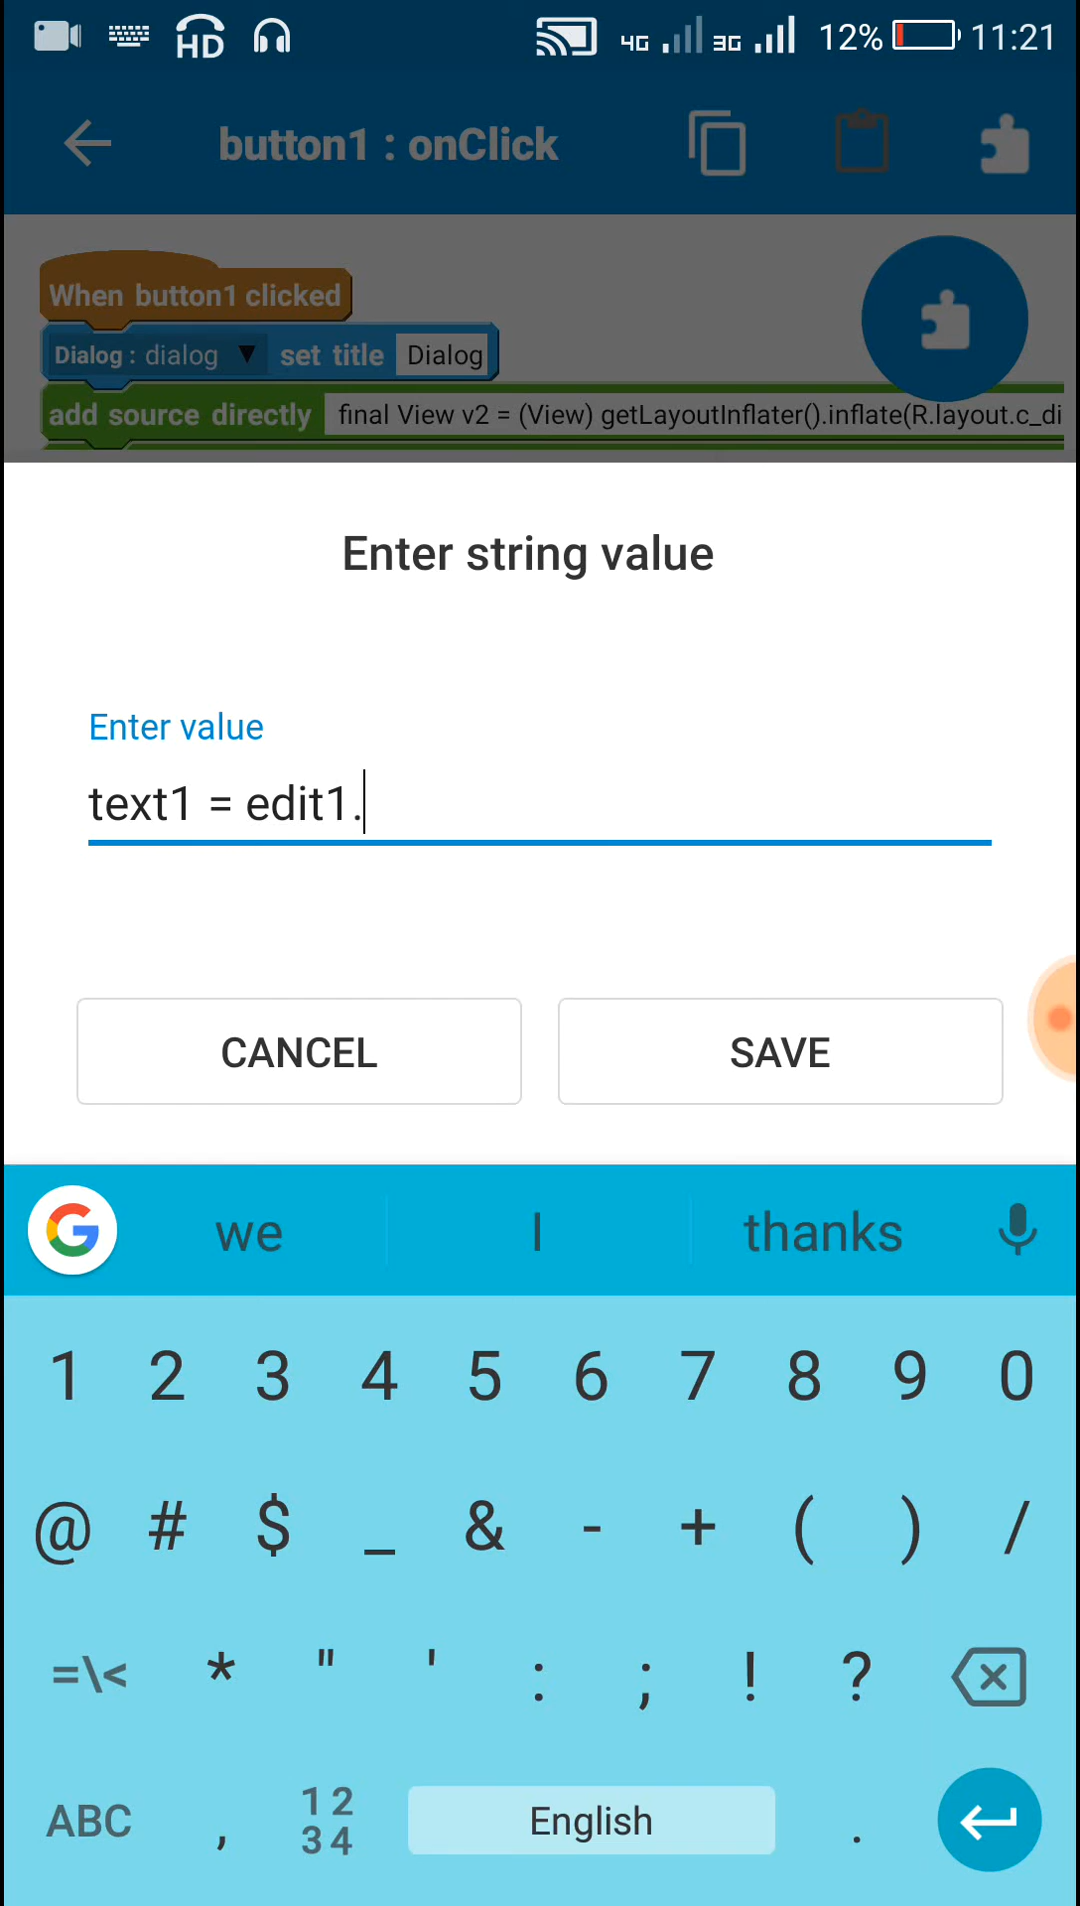 HD 4G 3G 12% 11:21
button1 : onClick
When button1 clicked
Dialog : dialog ▼ set title Dialog
add source directly final View v2 = (View) getLayoutInflater().inflate(R.layout.c_di
Enter string value
Enter value
text1 = edit1.
CANCEL SAVE
G we I thanks
1 2 3 4 5 6 7 8 9 0
@ # $ _ & - + ( ) /
=\< * " ' : ; ! ?
ABC , 12 34 English .